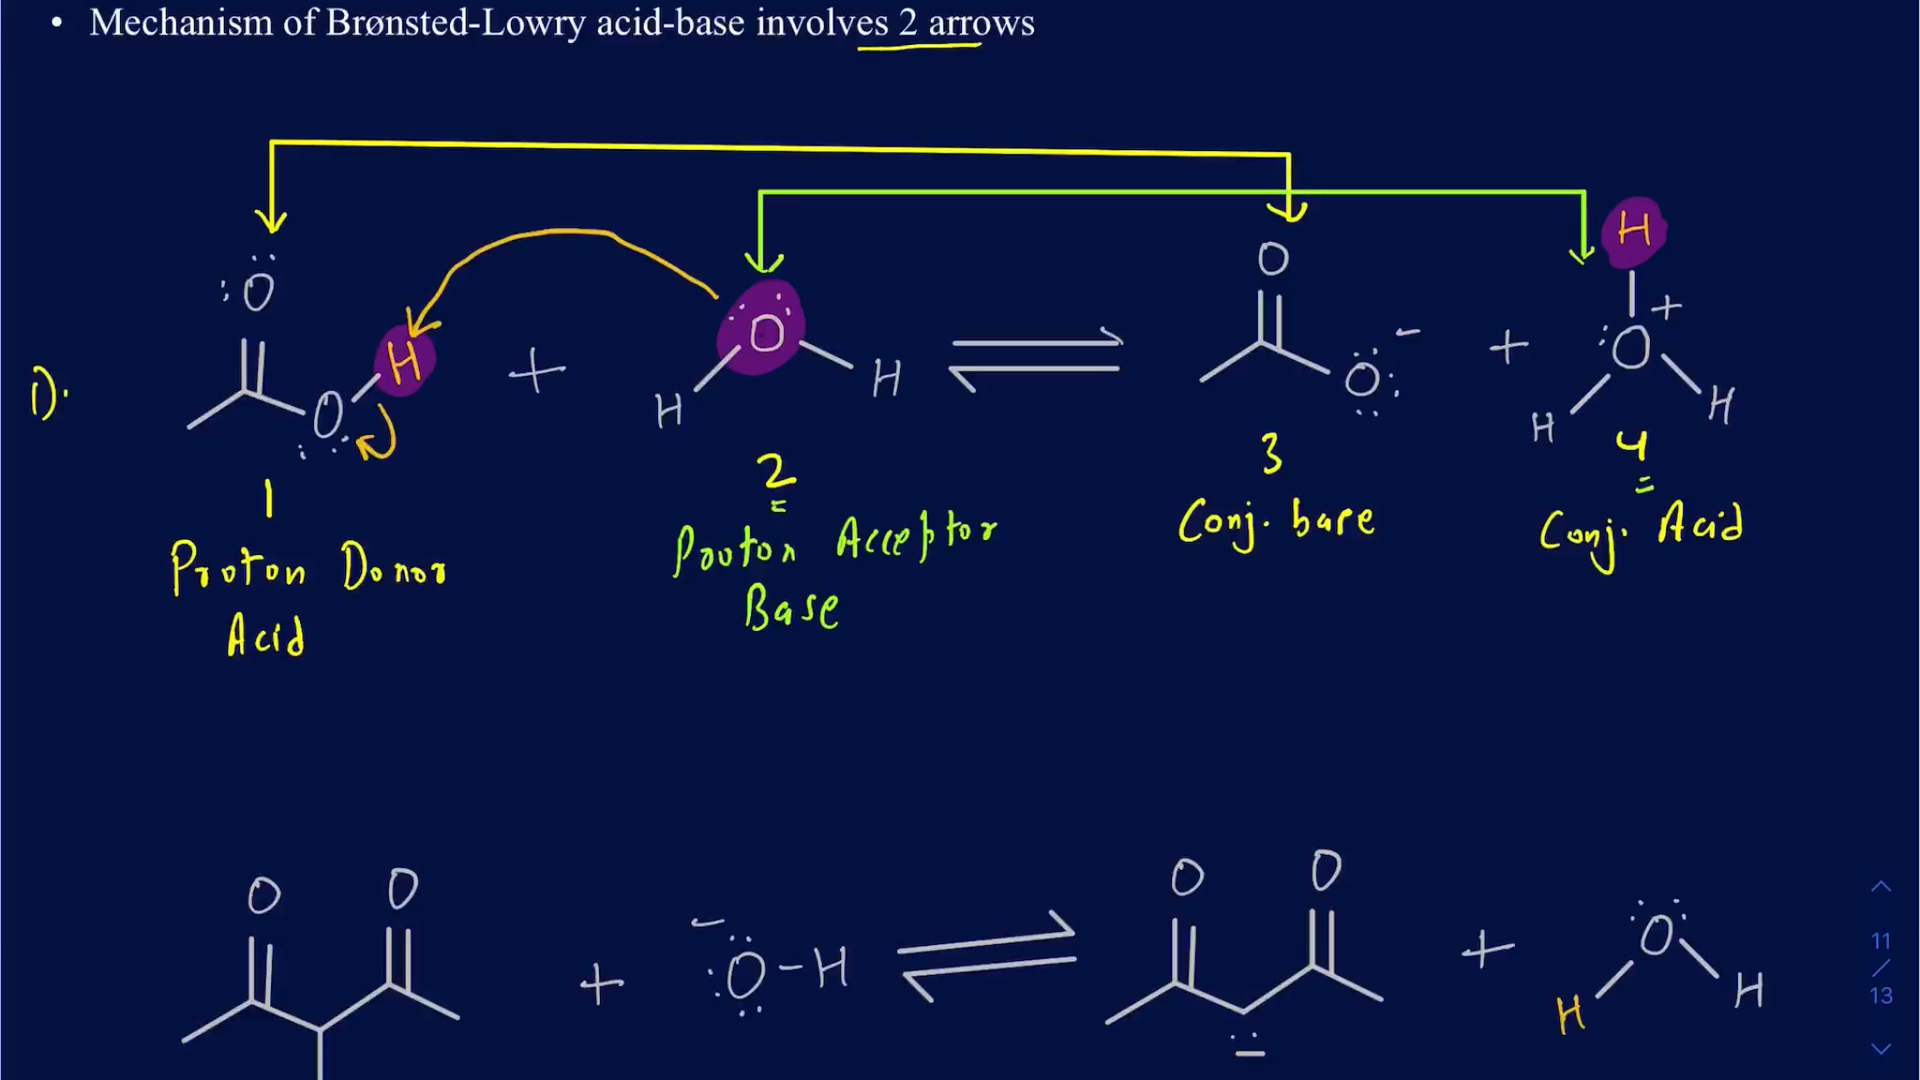 • Mechanism of Brønsted-Lowry acid-base involves 2 arrows
H
:Ö O
1). H + O ⇌ O⁻ + :O⁺
O H H H H
1 2 3 4
Proton Donor Proton Acceptor Conj. base Conj. Acid
Acid Base
O O O O
+ ⁻:O-H ⇌ + O
H H
11
/
13